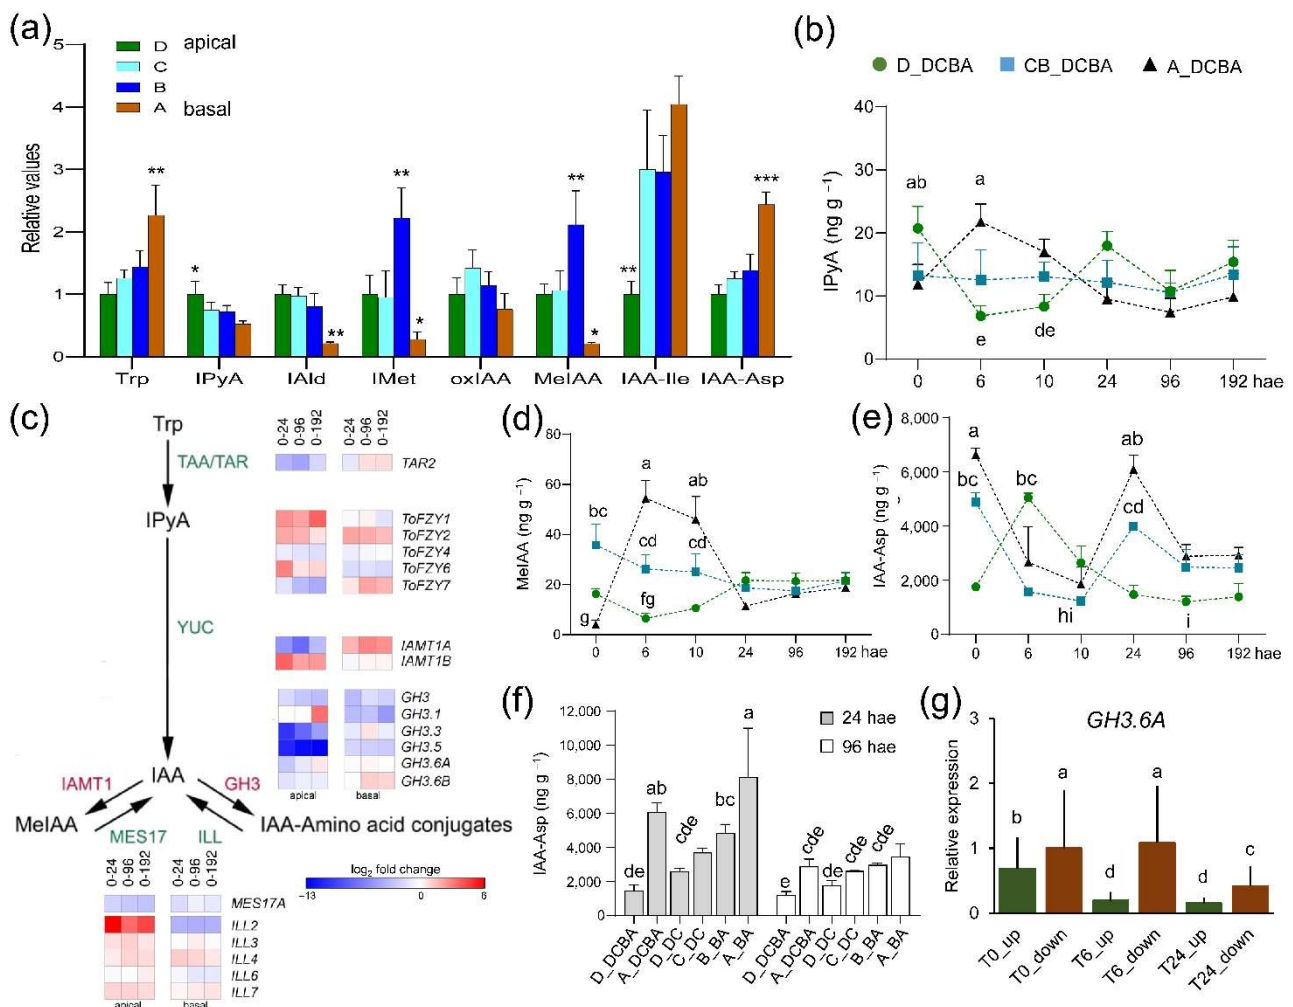 (a)
5
4
3
2
1
0
Relative values
D apical
C
B
A basal
** * ** ** * ** * ** ***
Trp IPyA IAld IMet oxIAA MeIAA IAA-Ile IAA-Asp
(b)
D_DCBA CB_DCBA A_DCBA
40
30
20
10
0
IPyA (ng g⁻¹)
ab a
e de
0 6 10 24 96 192 hae
(c)
Trp
TAA/TAR
IPyA
YUC
IAMT1 IAA GH3
MeIAA IAA-Amino acid conjugates
MES17 ILL
0-24 0-96 0-192 0-24 0-96 0-192
TAR2
ToFZY1
ToFZY2
ToFZY4
ToFZY6
ToFZY7
IAMT1A
IAMT1B
GH3
GH3.1
GH3.3
GH3.5
GH3.6A
GH3.6B
apical basal
0-24 0-96 0-192 0-24 0-96 0-192
MES17A
ILL2
ILL3
ILL4
ILL6
ILL7
apical basal
log₂ fold change
−13 0 6
(d)
80
60
40
20
0
MeIAA (ng g⁻¹)
a
ab
bc
cd cd
fg
g
0 6 10 24 96 192 hae
(e)
8,000
6,000
4,000
2,000
0
IAA-Asp (ng g⁻¹)
a ab
bc bc
cd
hi i
0 6 10 24 96 192 hae
(f)
12,000
10,000
8,000
6,000
4,000
2,000
0
IAA-Asp (ng g⁻¹)
24 hae
96 hae
de ab cde bc a
e cde de cde cde
D_DCBA A_DCBA D_DC C_DC B_BA A_BA D_DCBA A_DCBA D_DC C_DC B_BA A_BA
(g)
GH3.6A
3
2
1
0
Relative expression
b a d a d c
T0_up T0_down T6_up T6_down T24_up T24_down